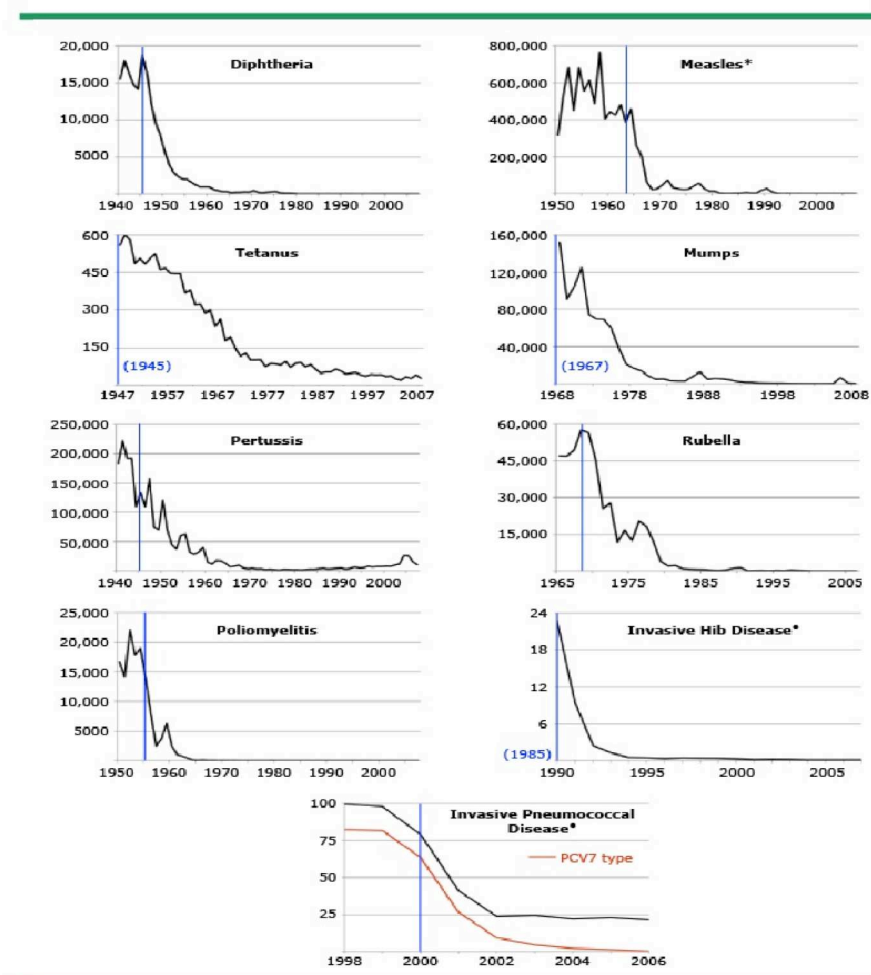 Diphtheria
20,000
15,000
10,000
5000
1940 1950 1960 1970 1980 1990 2000
Measles*
800,000
600,000
400,000
200,000
1950 1960 1970 1980 1990 2000
Tetanus
600
450
300
150
(1945)
1947 1957 1967 1977 1987 1997 2007
Mumps
160,000
120,000
80,000
40,000
(1967)
1968 1978 1988 1998 2008
Pertussis
250,000
200,000
150,000
100,000
50,000
1940 1950 1960 1970 1980 1990 2000
Rubella
60,000
45,000
30,000
15,000
1965 1975 1985 1995 2005
Poliomyelitis
25,000
20,000
15,000
10,000
5000
1950 1960 1970 1980 1990 2000
Invasive Hib Disease•
24
18
12
6
(1985)
1990 1995 2000 2005
Invasive Pneumococcal
Disease•
PCV7 type
100
75
50
25
1998 2000 2002 2004 2006